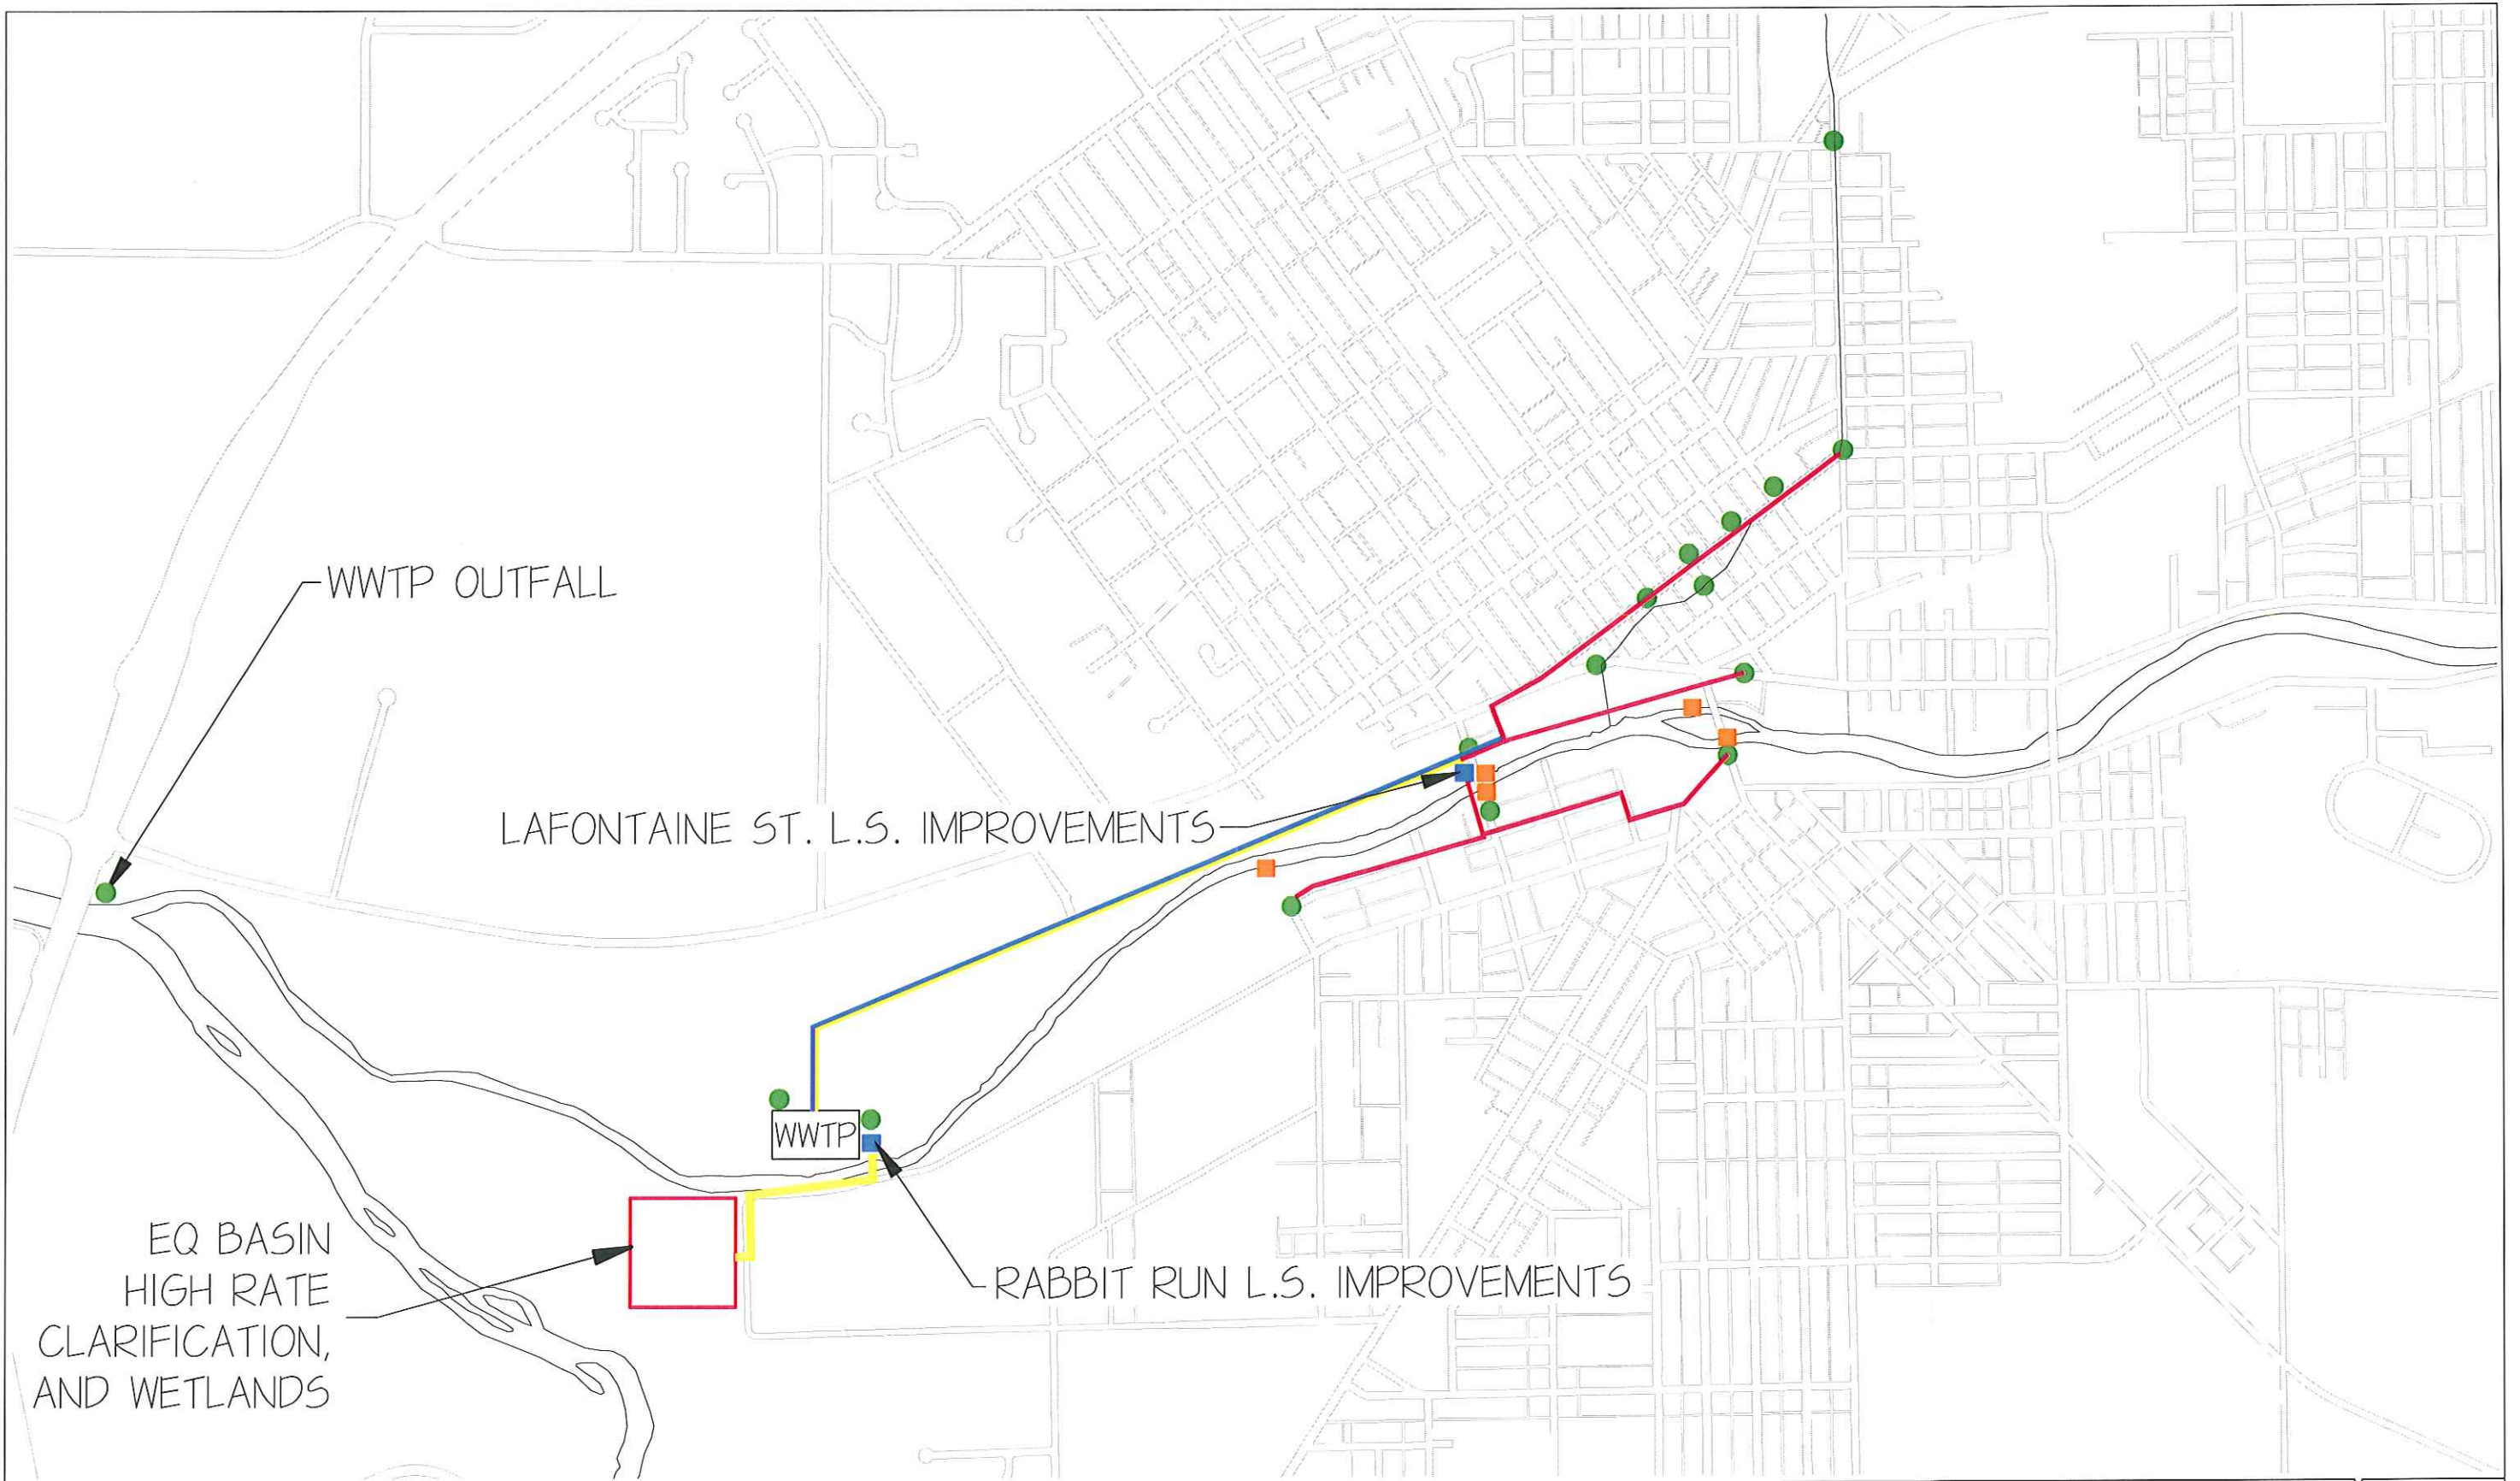 WWTP OUTFALL
LAFONTAINE ST. L.S. IMPROVEMENTS
WWTP
EQ BASIN
HIGH RATE
CLARIFICATION,
AND WETLANDS
RABBIT RUN L.S. IMPROVEMENTS